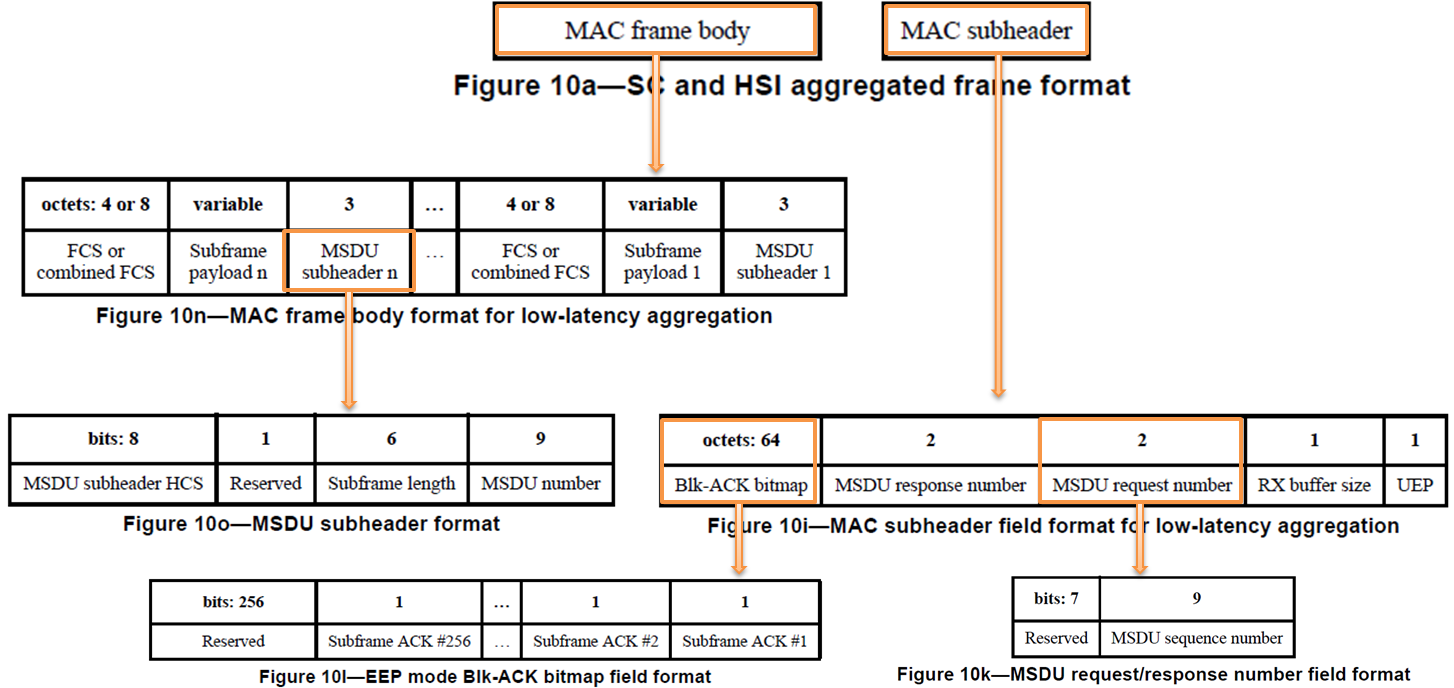 MAC frame body
MAC subheader
Figure 10a—SC and HSI aggregated frame format
octets: 4 or 8 variable 3 ... 4 or 8 variable 3
FCS or combined FCS Subframe payload n MSDU subheader n ... FCS or combined FCS Subframe payload 1 MSDU subheader 1
Figure 10n—MAC frame body format for low-latency aggregation
bits: 8 1 6 9
MSDU subheader HCS Reserved Subframe length MSDU number
Figure 10o—MSDU subheader format
octets: 64 2 2 1 1
Blk-ACK bitmap MSDU response number MSDU request number RX buffer size UEP
Figure 10i—MAC subheader field format for low-latency aggregation
bits: 256 1 ... 1 1
Reserved Subframe ACK #256 ... Subframe ACK #2 Subframe ACK #1
Figure 10l—EEP mode Blk-ACK bitmap field format
bits: 7 9
Reserved MSDU sequence number
Figure 10k—MSDU request/response number field format